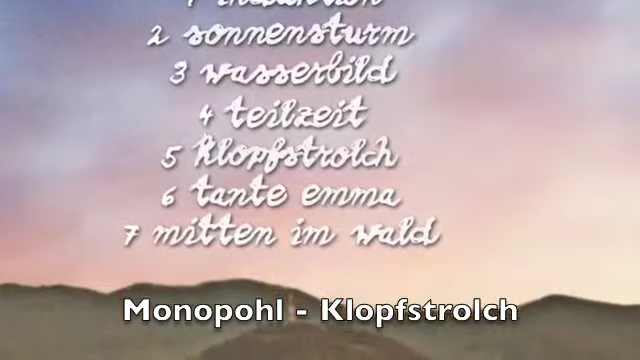 2 sonnensturm
3 wasserbild
4 teilzeit
5 klopfstrolch
6 tante emma
7 mitten im wald
Monopohl - Klopfstrolch